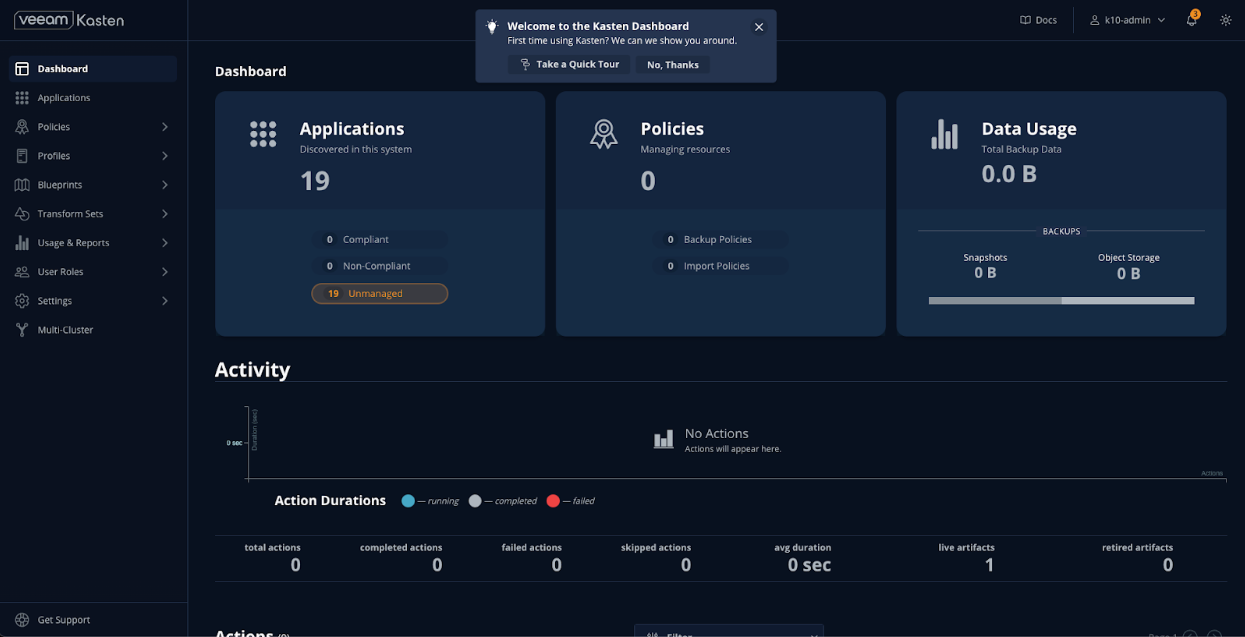 veeam Kasten
Welcome to the Kasten Dashboard
First time using Kasten? We can we show you around.
Take a Quick Tour
No, Thanks
Docs
k10-admin
3
Dashboard
Applications
Policies
Profiles
Blueprints
Transform Sets
Usage & Reports
User Roles
Settings
Multi-Cluster
Get Support
Dashboard
Applications
Discovered in this system
19
0 Compliant
0 Non-Compliant
19 Unmanaged
Policies
Managing resources
0
0 Backup Policies
0 Import Policies
Data Usage
Total Backup Data
0.0 B
BACKUPS
Snapshots
0 B
Object Storage
0 B
Activity
Duration (sec)
0 sec
No Actions
Actions will appear here.
Actions
Action Durations
— running
— completed
— failed
total actions
0
completed actions
0
failed actions
0
skipped actions
0
avg duration
0 sec
live artifacts
1
retired artifacts
0
Actions (0)
Filter
Page 1